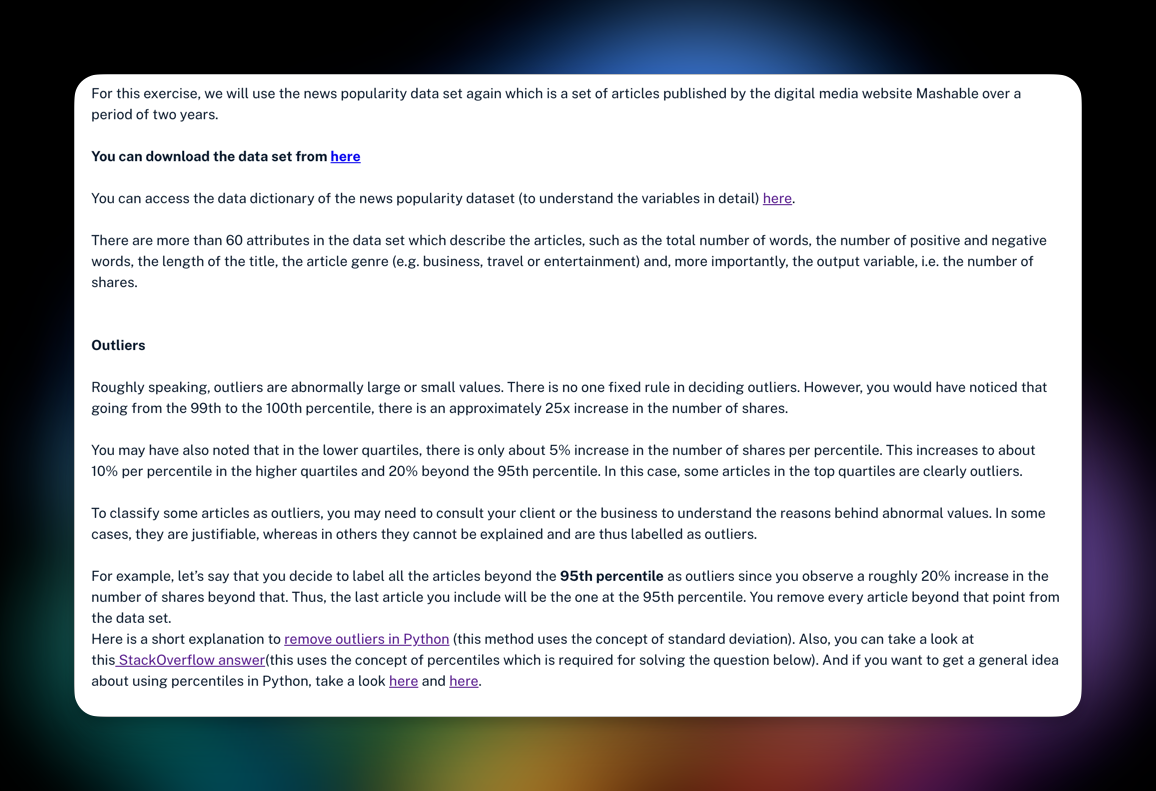 For this exercise, we will use the news popularity data set again which is a set of articles published by the digital media website Mashable over a
period of two years.
You can download the data set from here
You can access the data dictionary of the news popularity dataset (to understand the variables in detail) here.
There are more than 60 attributes in the data set which describe the articles, such as the total number of words, the number of positive and negative
words, the length of the title, the article genre (e.g. business, travel or entertainment) and, more importantly, the output variable, i.e. the number of
shares.
Outliers
Roughly speaking, outliers are abnormally large or small values. There is no one fixed rule in deciding outliers. However, you would have noticed that
going from the 99th to the 100th percentile, there is an approximately 25x increase in the number of shares.
You may have also noted that in the lower quartiles, there is only about 5% increase in the number of shares per percentile. This increases to about
10% per percentile in the higher quartiles and 20% beyond the 95th percentile. In this case, some articles in the top quartiles are clearly outliers.
To classify some articles as outliers, you may need to consult your client or the business to understand the reasons behind abnormal values. In some
cases, they are justifiable, whereas in others they cannot be explained and are thus labelled as outliers.
For example, let's say that you decide to label all the articles beyond the 95th percentile as outliers since you observe a roughly 20% increase in the
number of shares beyond that. Thus, the last article you include will be the one at the 95th percentile. You remove every article beyond that point from
the data set.
Here is a short explanation to remove outliers in Python (this method uses the concept of standard deviation). Also, you can take a look at
this StackOverflow answer(this uses the concept of percentiles which is required for solving the question below). And if you want to get a general idea
about using percentiles in Python, take a look here and here.